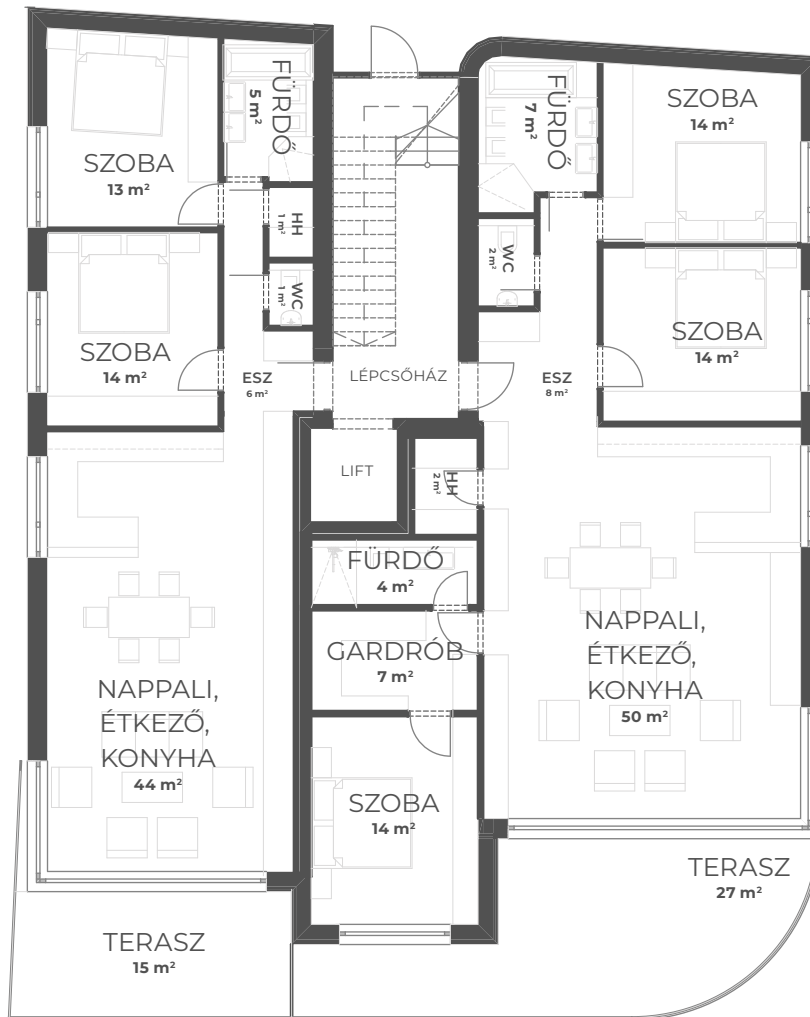 FÜRDŐ
5 m²
SZOBA
13 m²
HH
1 m²
WC
1 m²
SZOBA
14 m²
ESZ
6 m²
LÉPCSŐHÁZ
LIFT
FÜRDŐ
7 m²
SZOBA
14 m²
WC
2 m²
SZOBA
14 m²
ESZ
8 m²
HH
2 m²
FÜRDŐ
4 m²
GARDRÓB
7 m²
SZOBA
14 m²
NAPPALI,
ÉTKEZŐ,
KONYHA
44 m²
NAPPALI,
ÉTKEZŐ,
KONYHA
50 m²
TERASZ
15 m²
TERASZ
27 m²